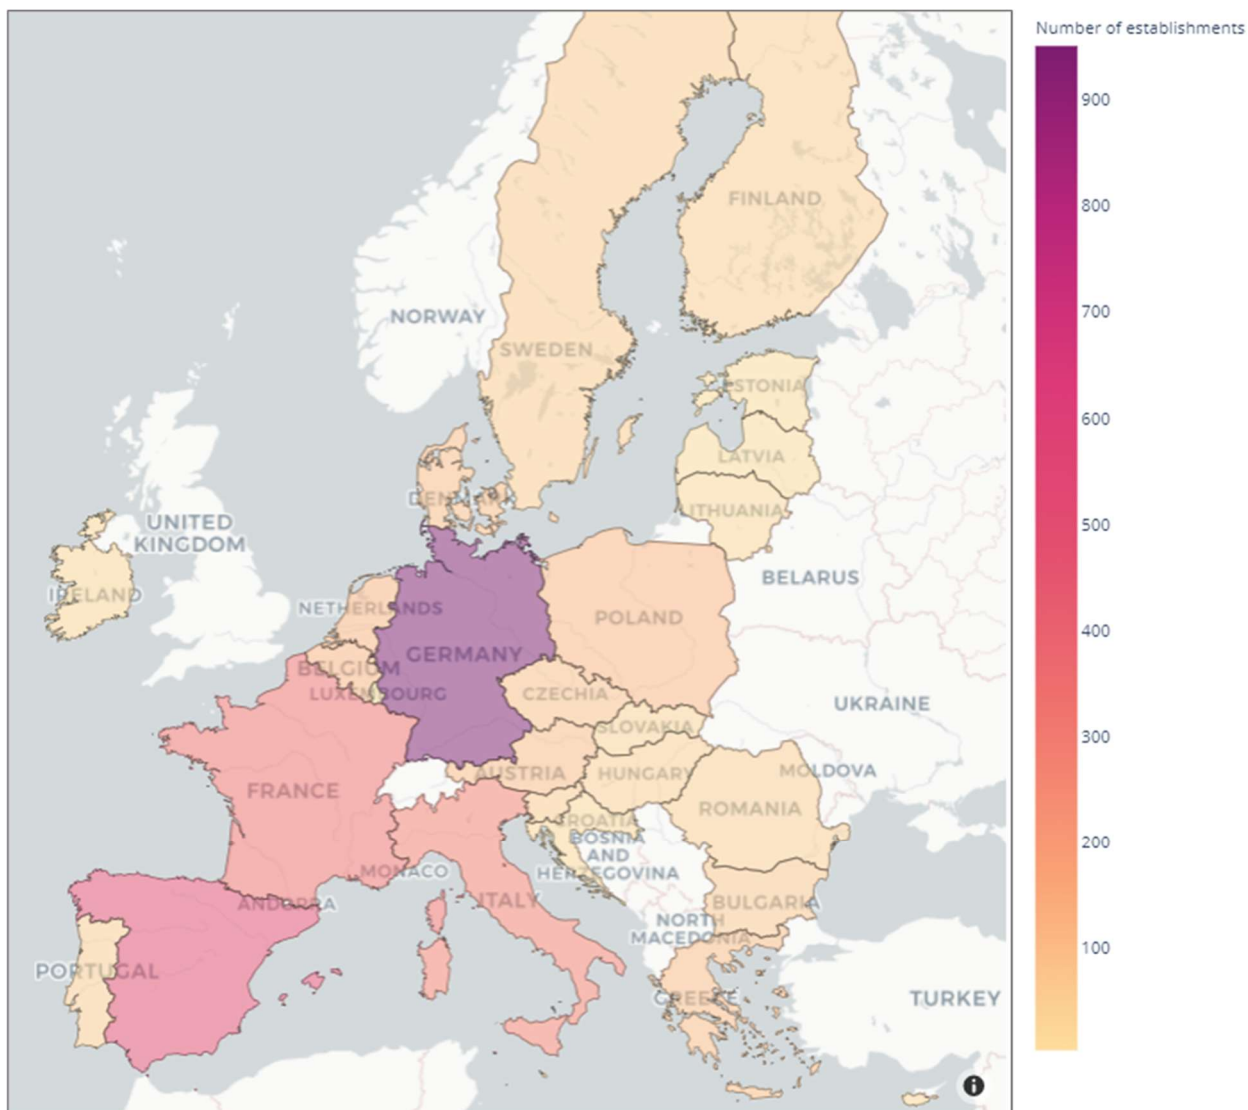 Number of establishments
900
800
700
600
500
400
300
200
100
FINLAND
NORWAY
SWEDEN
ESTONIA
LATVIA
DENMARK
LITHUANIA
UNITED
KINGDOM
BELARUS
IRELAND
NETHERLANDS
POLAND
GERMANY
BELGIUM
LUXEMBOURG
CZECHIA
UKRAINE
SLOVAKIA
AUSTRIA
HUNGARY
MOLDOVA
FRANCE
ROMANIA
CROATIA
BOSNIA
AND
HERZEGOVINA
MONACO
ITALY
ANDORRA
BULGARIA
NORTH
MACEDONIA
PORTUGAL
GREECE
TURKEY
i